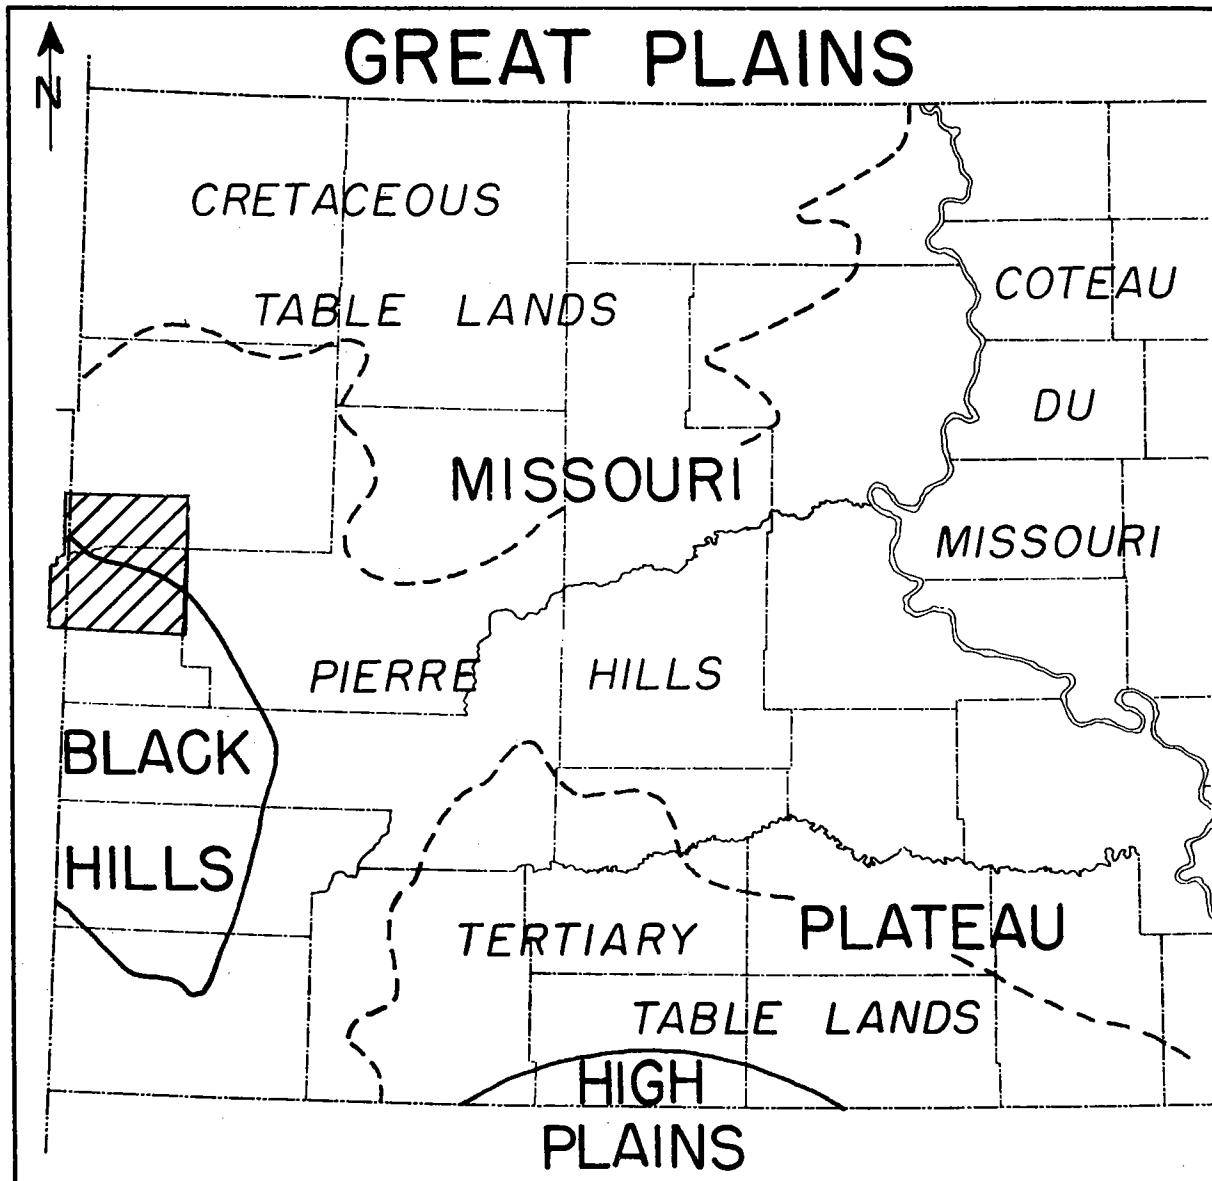 GREAT PLAINS
N
CRETACEOUS
TABLE LANDS
COTEAU
DU
MISSOURI
MISSOURI
PIERRE HILLS
BLACK
HILLS
TERTIARY
PLATEAU
TABLE LANDS
HIGH
PLAINS